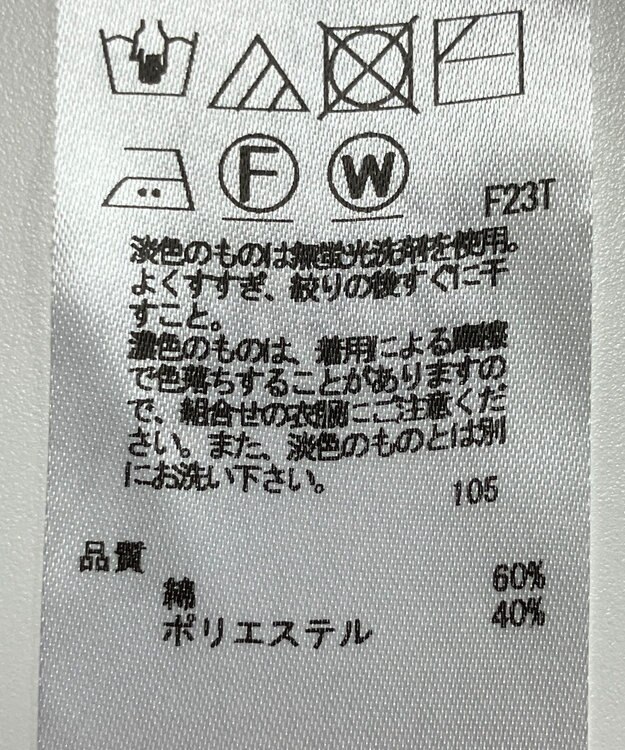 F
W
F23T
淡色のものは無蛍光洗剤を使用。
よくすすぎ、絞りの後すぐに干
すこと。
濃色のものは、着用による摩擦
で色落ちすることがありますの
で、組合せの衣服にご注意くだ
さい。また、淡色のものとは別
にお洗い下さい。
105
品質
綿 60%
ポリエステル 40%